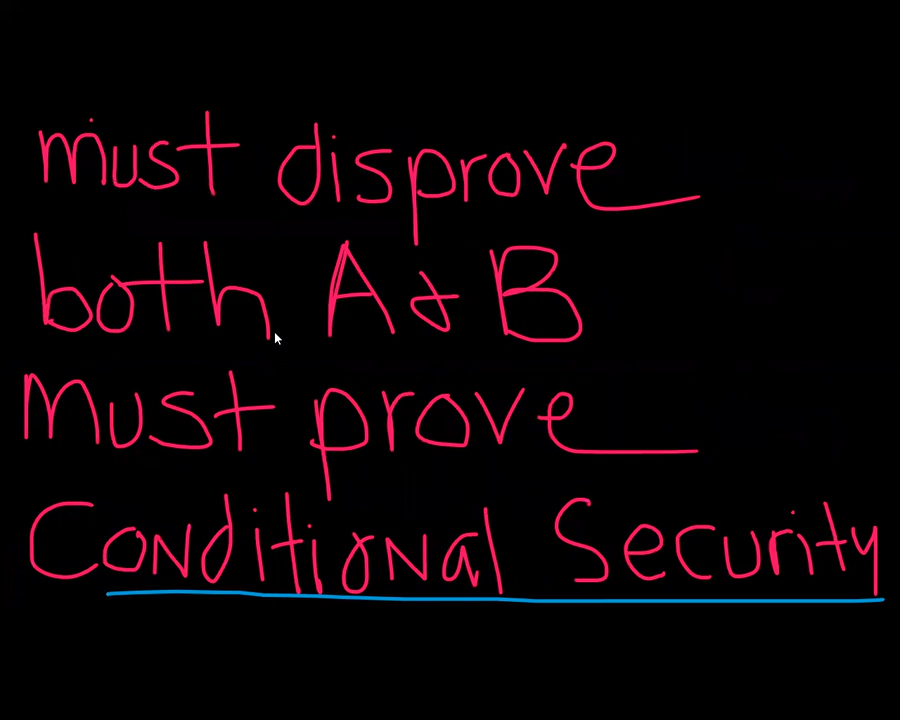 must disprove
both A & B
Must prove
Conditional Security